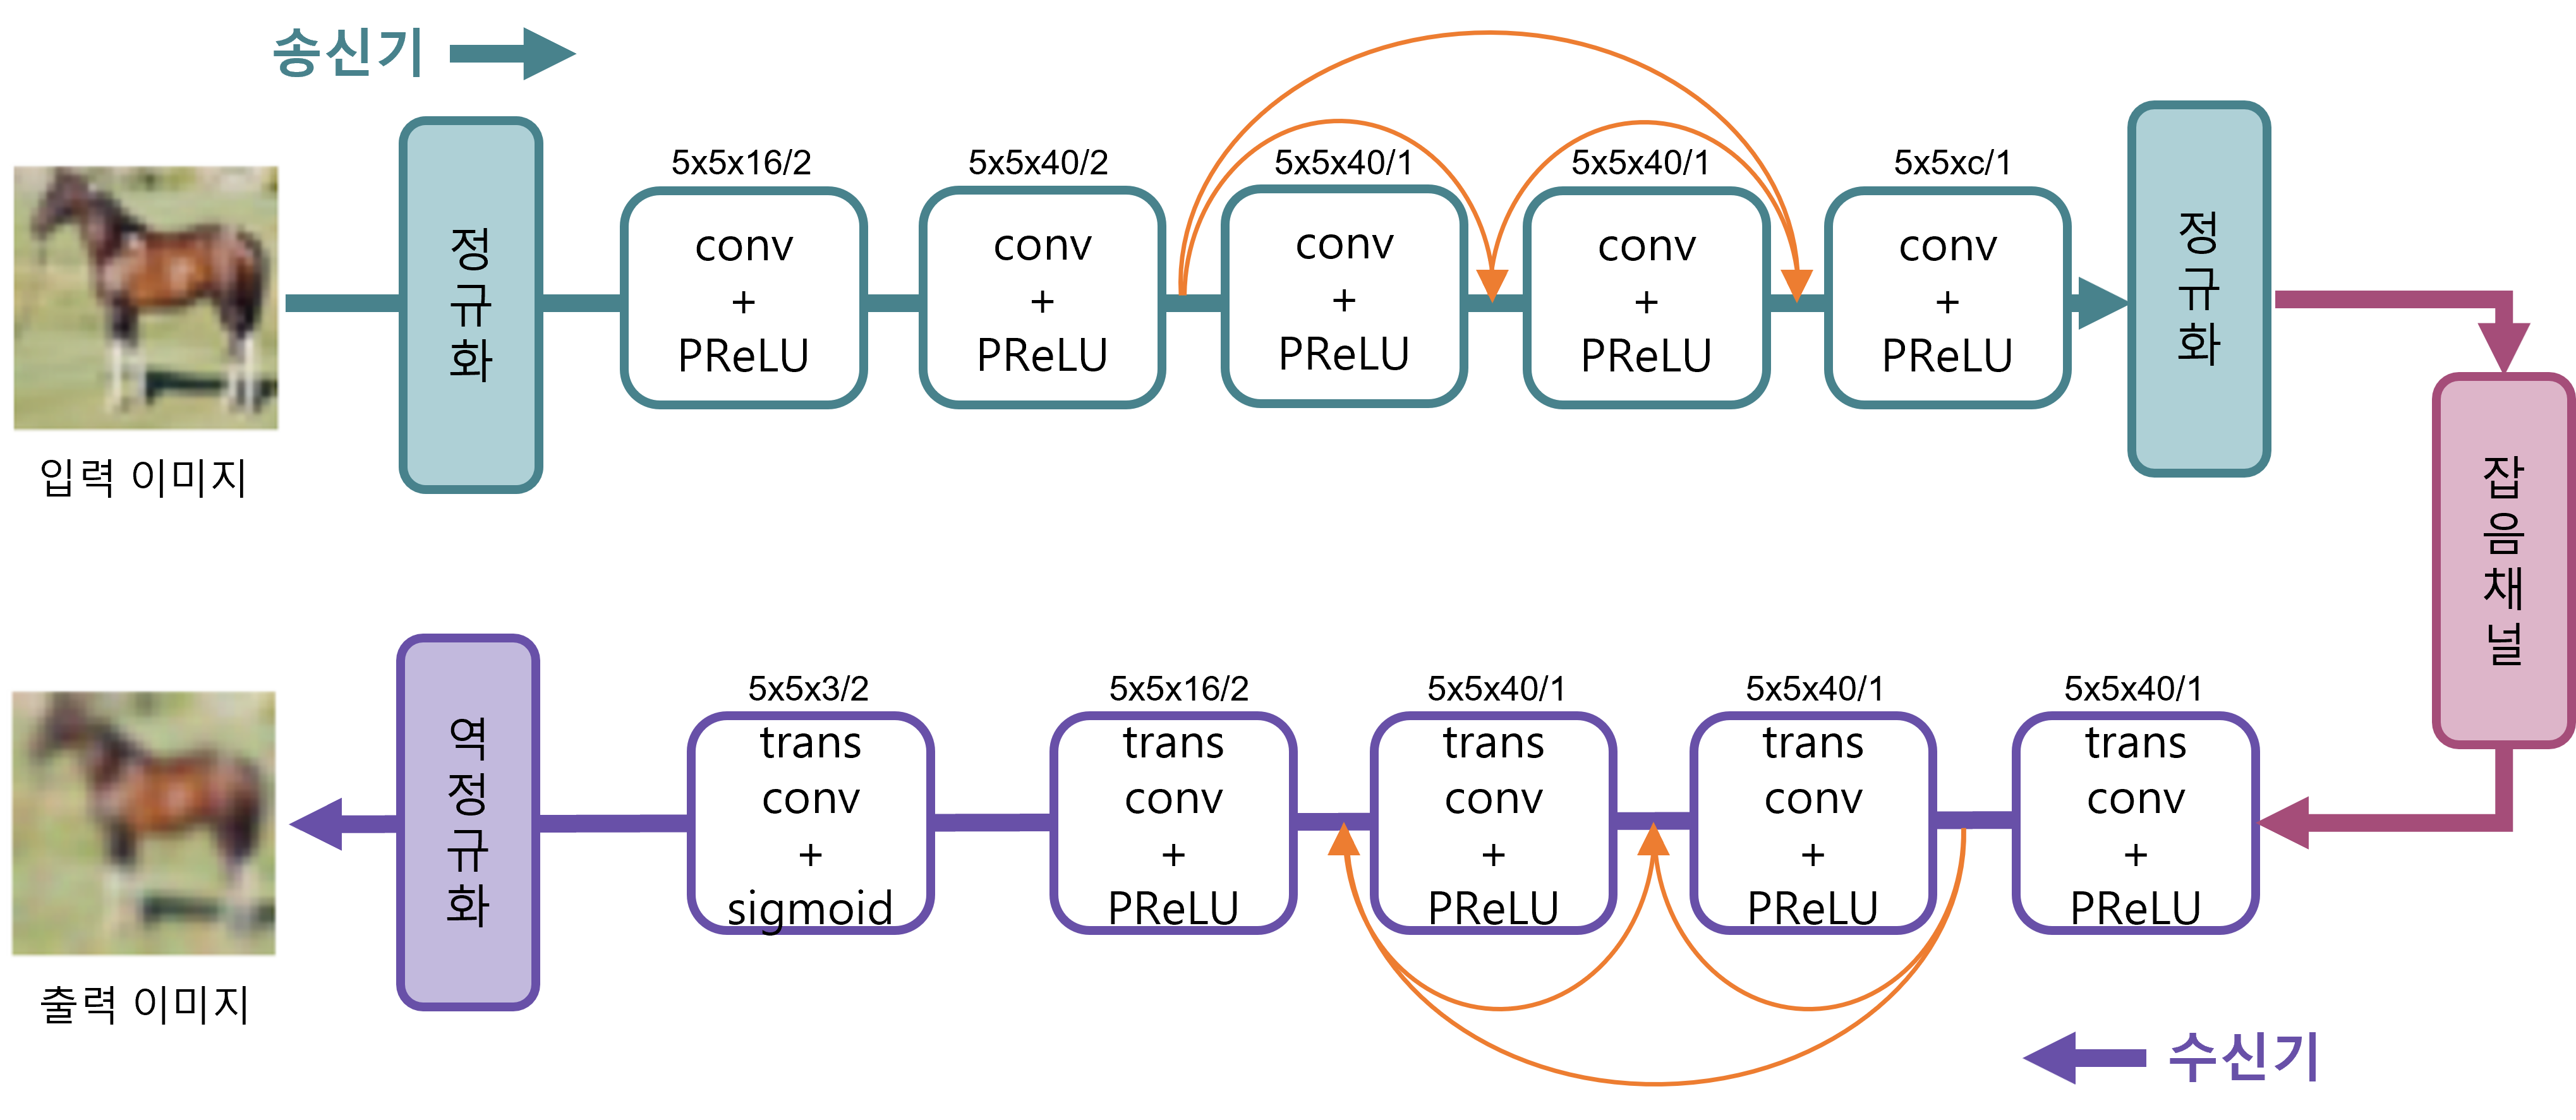 송신기
정규화
5x5x16/2
conv
+
PReLU
5x5x40/2
conv
+
PReLU
5x5x40/1
conv
+
PReLU
5x5x40/1
conv
+
PReLU
5x5xc/1
conv
+
PReLU
정규화
입력 이미지
잡음채널
5x5x40/1
trans
conv
+
PReLU
5x5x40/1
trans
conv
+
PReLU
5x5x40/1
trans
conv
+
PReLU
5x5x16/2
trans
conv
+
PReLU
5x5x3/2
trans
conv
+
sigmoid
역정규화
출력 이미지
수신기